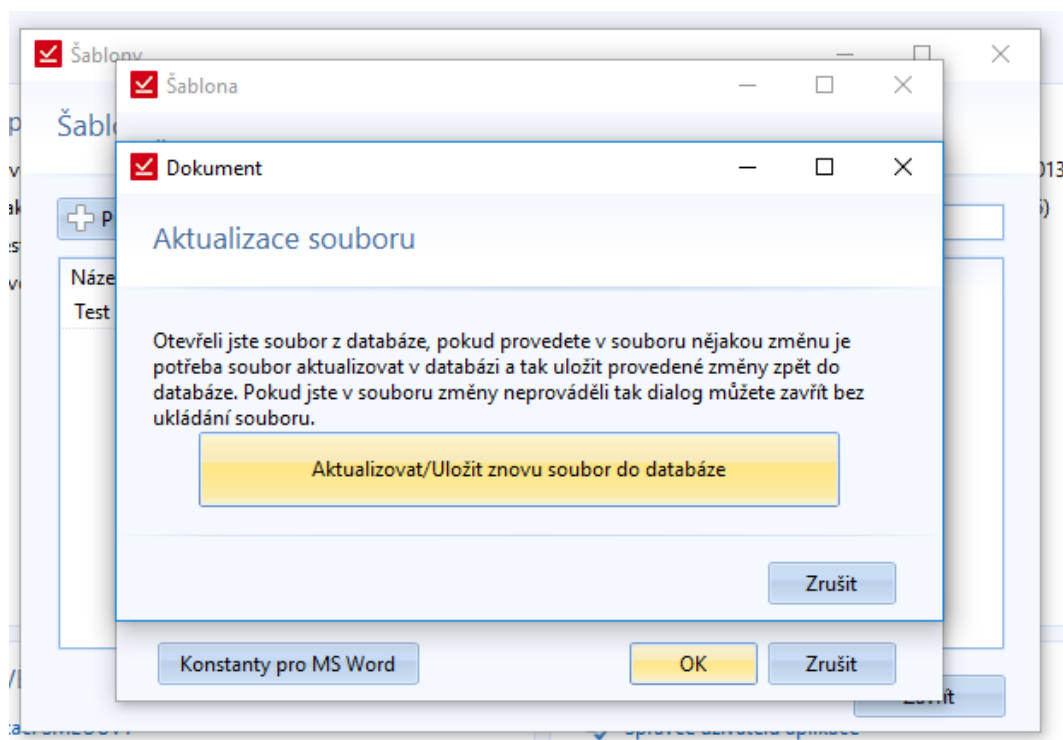 Šablony
Šablona
Dokument
Aktualizace souboru
Název
Test
Otevřeli jste soubor z databáze, pokud provedete v souboru nějakou změnu je
potřeba soubor aktualizovat v databázi a tak uložit provedené změny zpět do
databáze. Pokud jste v souboru změny neprováděli tak dialog můžete zavřít bez
ukládání souboru.
Aktualizovat/Uložit znovu soubor do databáze
Zrušit
Konstanty pro MS Word
OK
Zrušit
Zavřít